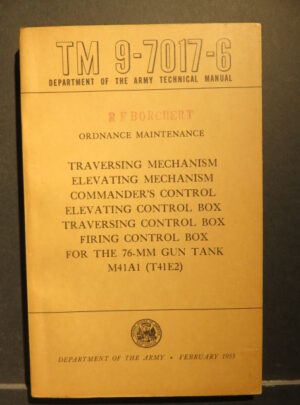 TM 9-7017-6
DEPARTMENT OF THE ARMY TECHNICAL MANUAL
R F BORCHERT
ORDNANCE MAINTENANCE
TRAVERSING MECHANISM
ELEVATING MECHANISM
COMMANDER'S CONTROL
ELEVATING CONTROL BOX
TRAVERSING CONTROL BOX
FIRING CONTROL BOX
FOR THE 76-MM GUN TANK
M41A1 (T41E2)
DEPARTMENT OF THE ARMY • FEBRUARY 1955